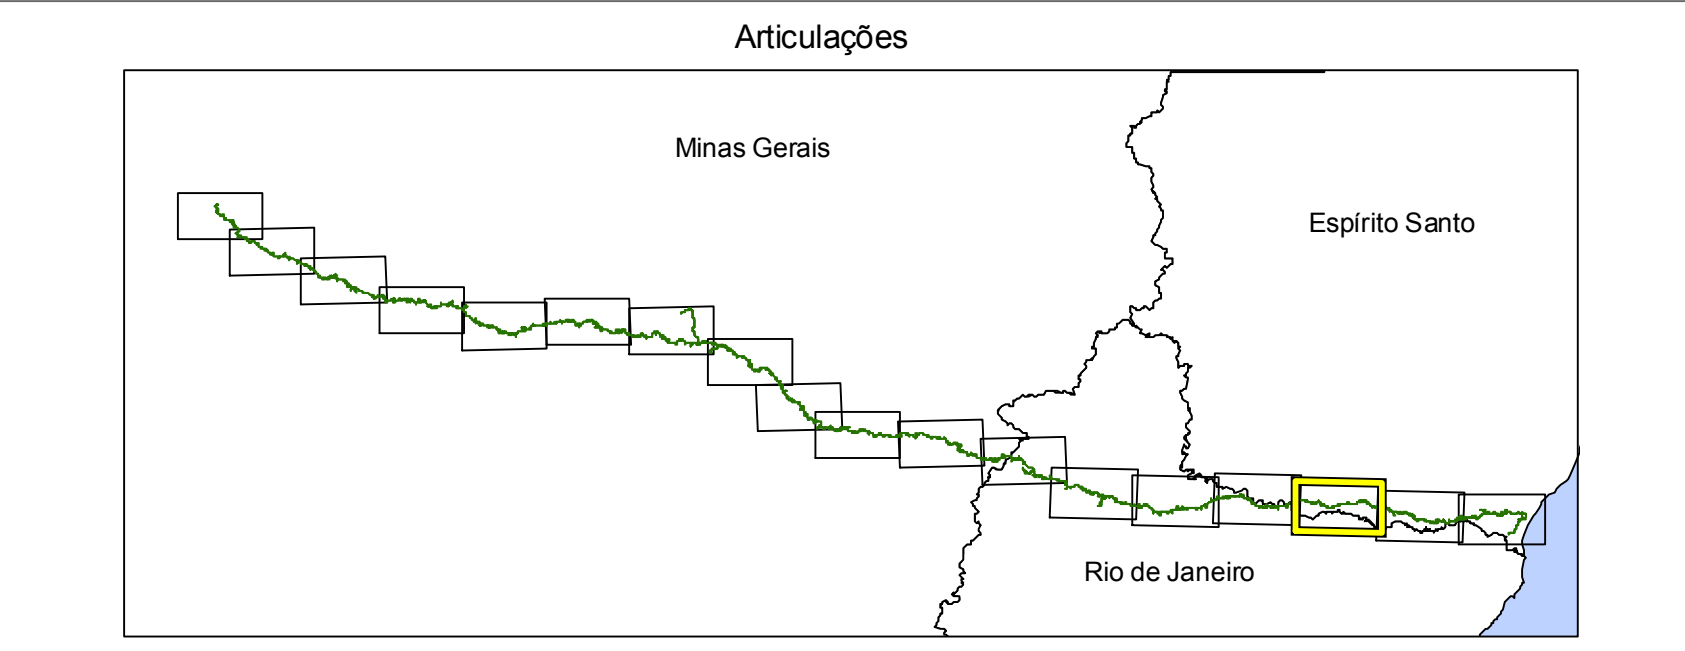 Articulações
Minas Gerais
Espírito Santo
Rio de Janeiro